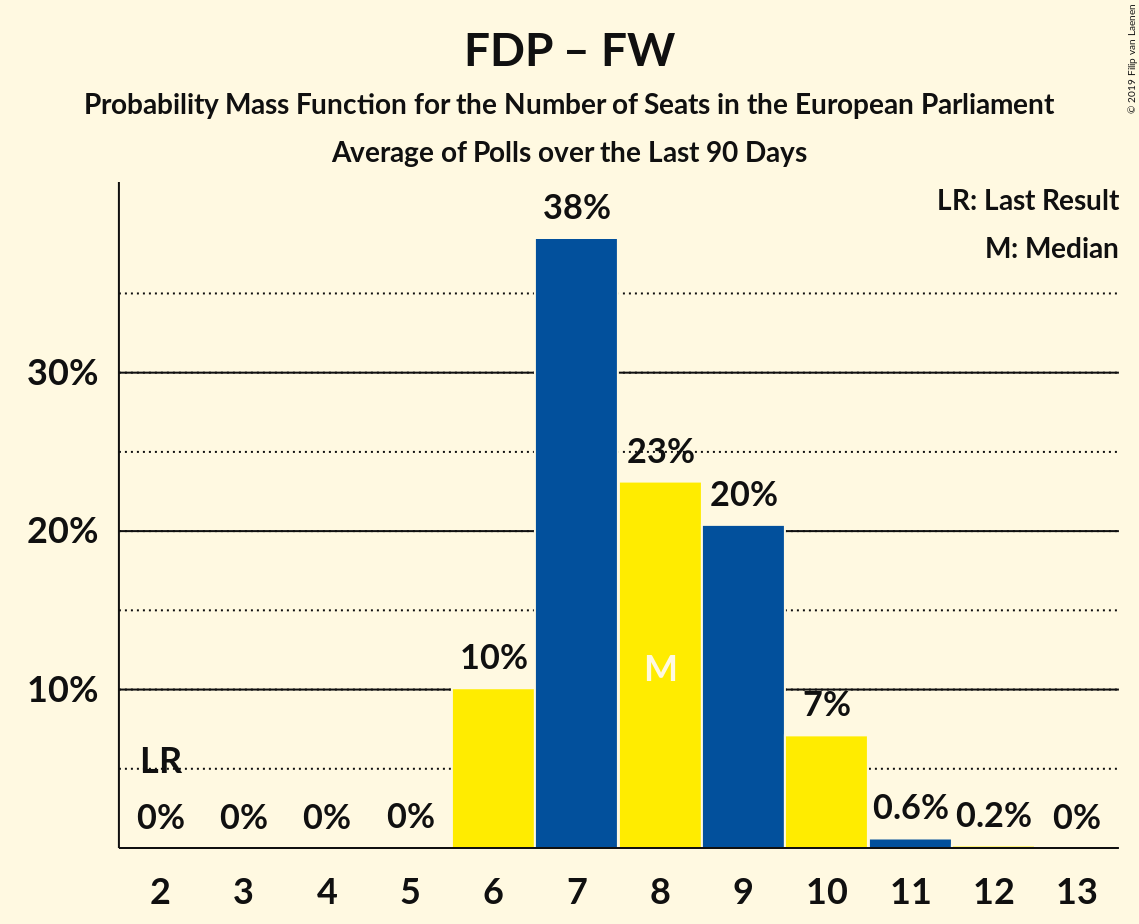 FDP – FW
Probability Mass Function for the Number of Seats in the European Parliament
Average of Polls over the Last 90 Days
© 2019 Filip van Laenen
LR: Last Result
M: Median
38%
30%
23%
20%
20%
10%
M
10%
7%
LR
0%
0%
0%
0%
0.6%
0.2%
0%
2 3 4 5 6 7 8 9 10 11 12 13